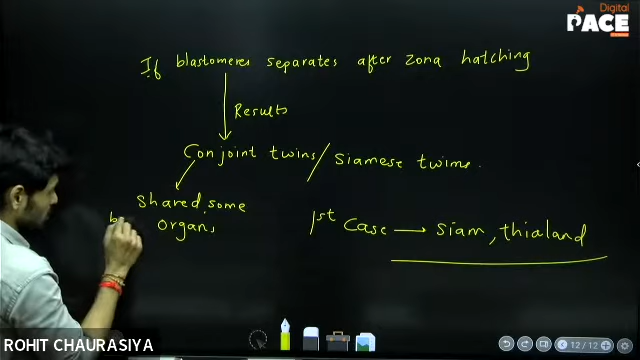 Digital
PACE
If blastomeres separates after zona hatching
Results
Conjoint twins/ Siamese twins.
Shared some
organs
1st Case → Siam, thialand
12 / 12
ROHIT CHAURASIYA